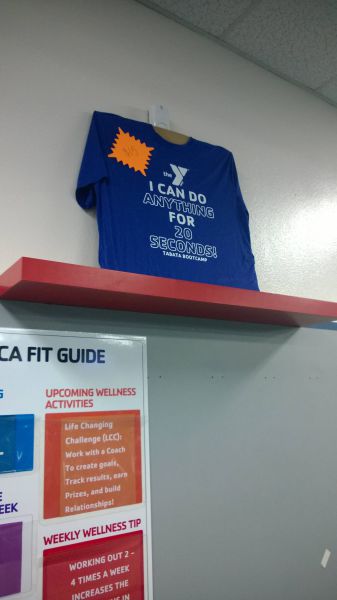 the Y
I CAN DO
ANYTHING
FOR
20
SECONDS!
TABATA BOOTCAMP
CA FIT GUIDE
UPCOMING WELLNESS
ACTIVITIES
Life Changing
Challenge (LCC):
Work with a Coach
To create goals,
Track results, earn
Prizes, and build
Relationships!
EEK
WEEKLY WELLNESS TIP
WORKING OUT 2 –
4 TIMES A WEEK
INCREASES THE
IN